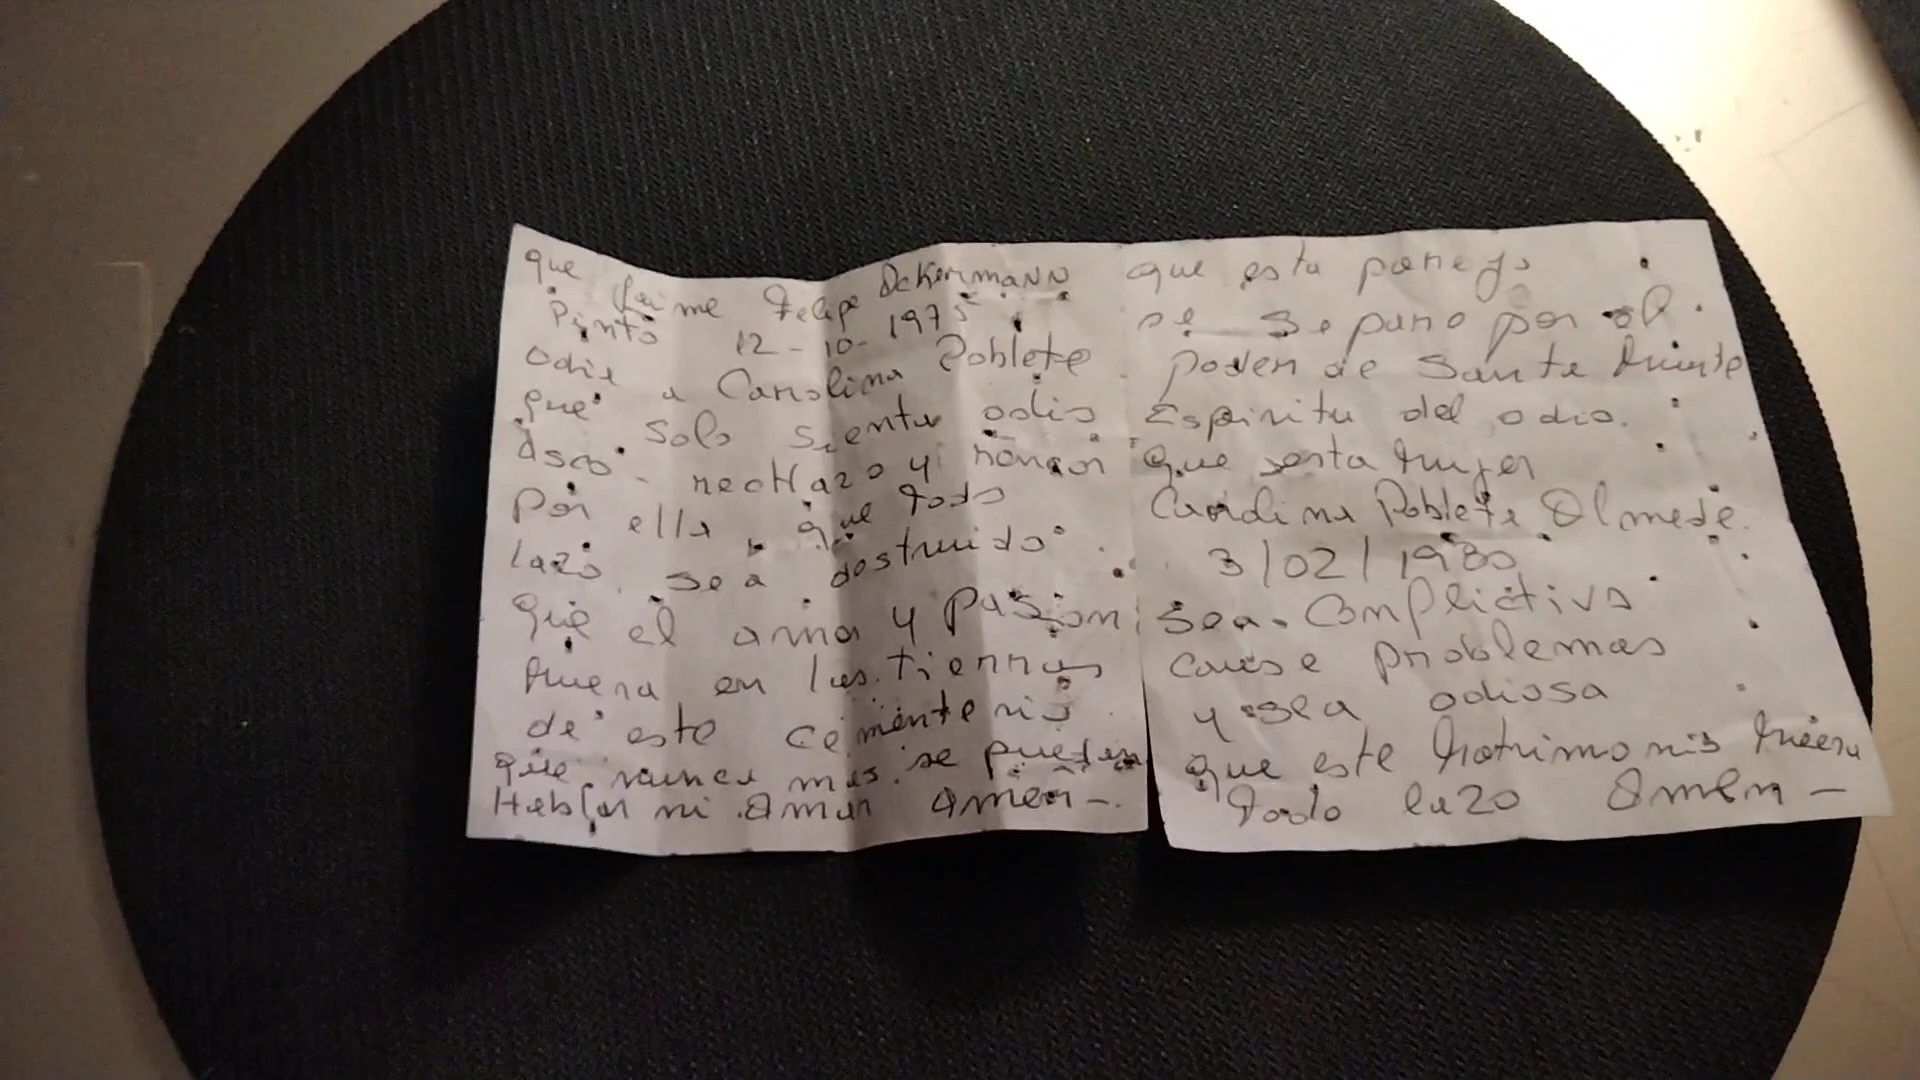 que Jaime Felipe Ackermann
Pinto 12-10-1975
odie a Carolina Poblete
que solo sienta odio
Asco - recHazo y rencor
Por ella, que todo
lazo sea destruido
que el amor y Pasion
Muera en las tierras
de este cementerio
que nunca mas se puedan
Hablar ni Amar Amen-.
que esta pareja
se separe por el
poder de Santa Muerte
Espiritu del odio.
que esta Mujer
Carolina Poblete Olmede.
3/02/1980
sea Conflictiva
cause problemas
y sea odiosa
que este Matrimonio Muera
todo lazo Amen -